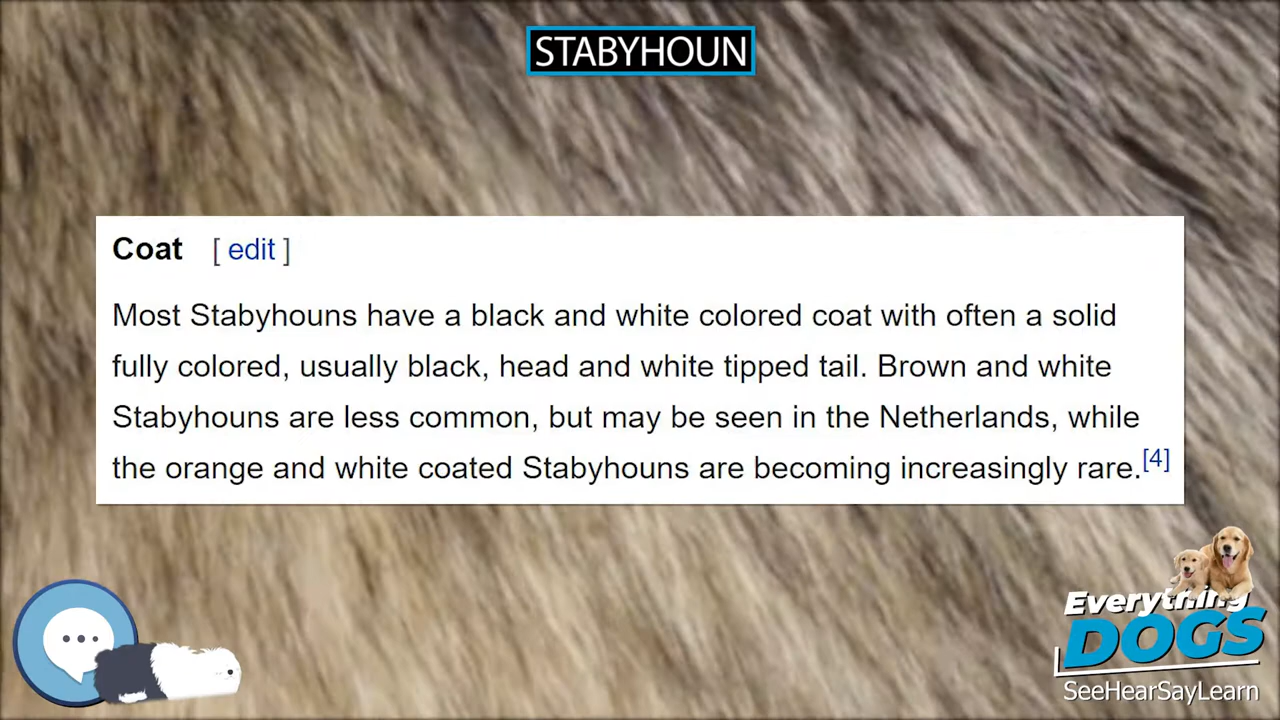 STABYHOUN
Coat [ edit ]
Most Stabyhouns have a black and white colored coat with often a solid
fully colored, usually black, head and white tipped tail. Brown and white
Stabyhouns are less common, but may be seen in the Netherlands, while
the orange and white coated Stabyhouns are becoming increasingly rare.[4]
Everything
DOGS
SeeHearSayLearn